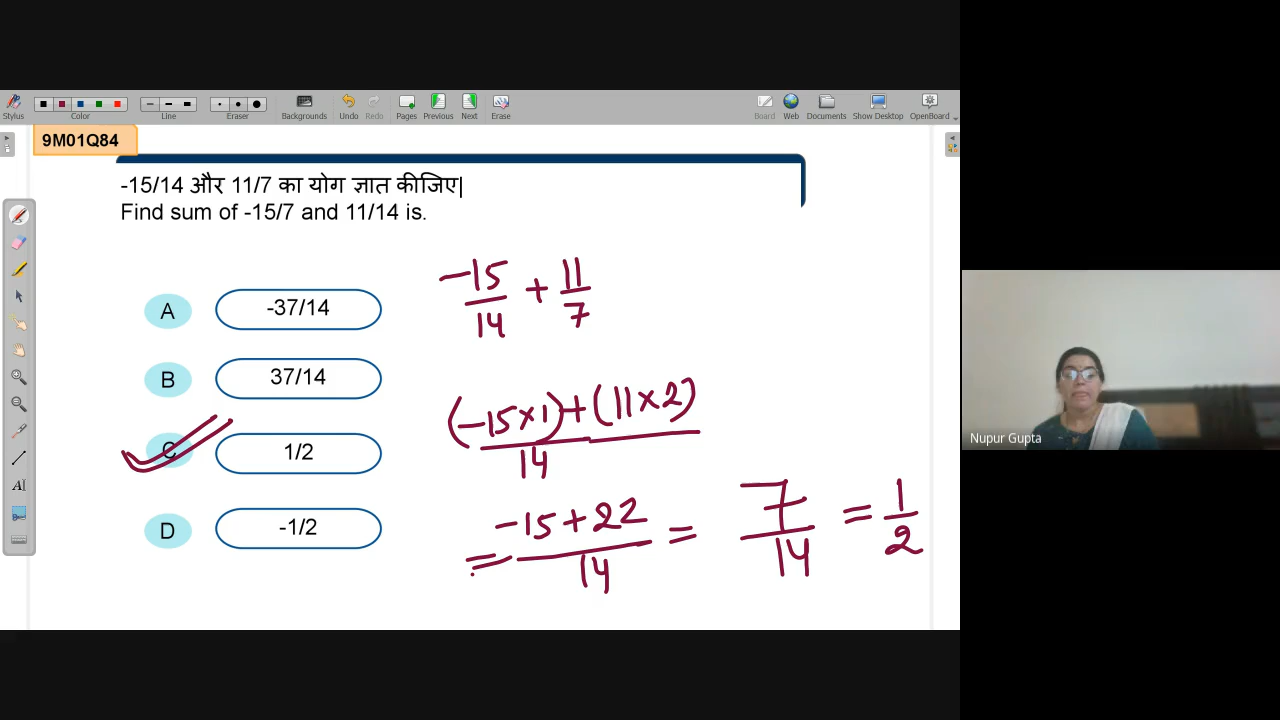 Stylus
Color
Line
Eraser
Backgrounds
Undo
Redo
Pages
Previous
Next
Erase
Board
Web
Documents
Show Desktop
OpenBoard
9M01Q84
-15/14 और 11/7 का योग ज्ञात कीजिए|
Find sum of -15/7 and 11/14 is.
A -37/14
B 37/14
C 1/2
D -1/2
-15/14 + 11/7
(-15×1)+(11×2)/14
= -15+22/14 = 7/14 = 1/2
Nupur Gupta